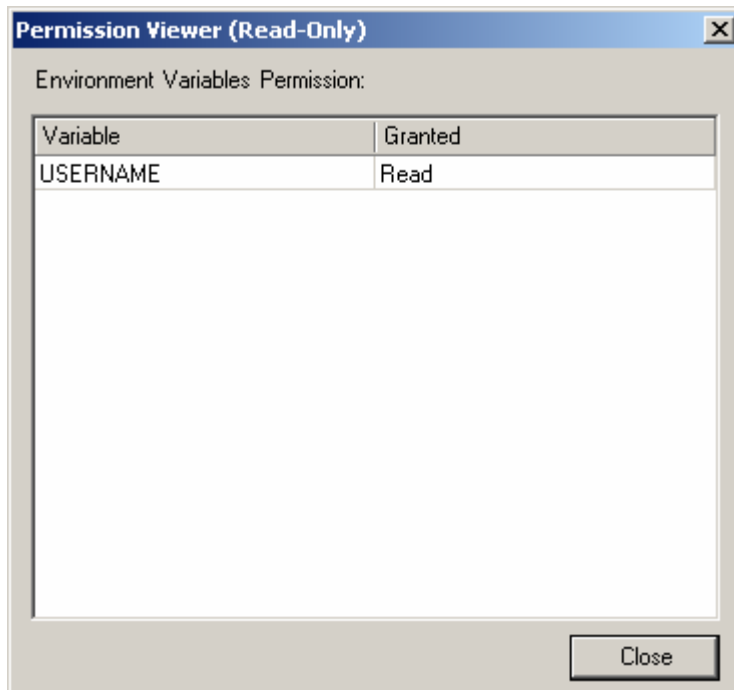 Permission Viewer (Read-Only)
Environment Variables Permission:
Variable Granted
USERNAME Read
Close